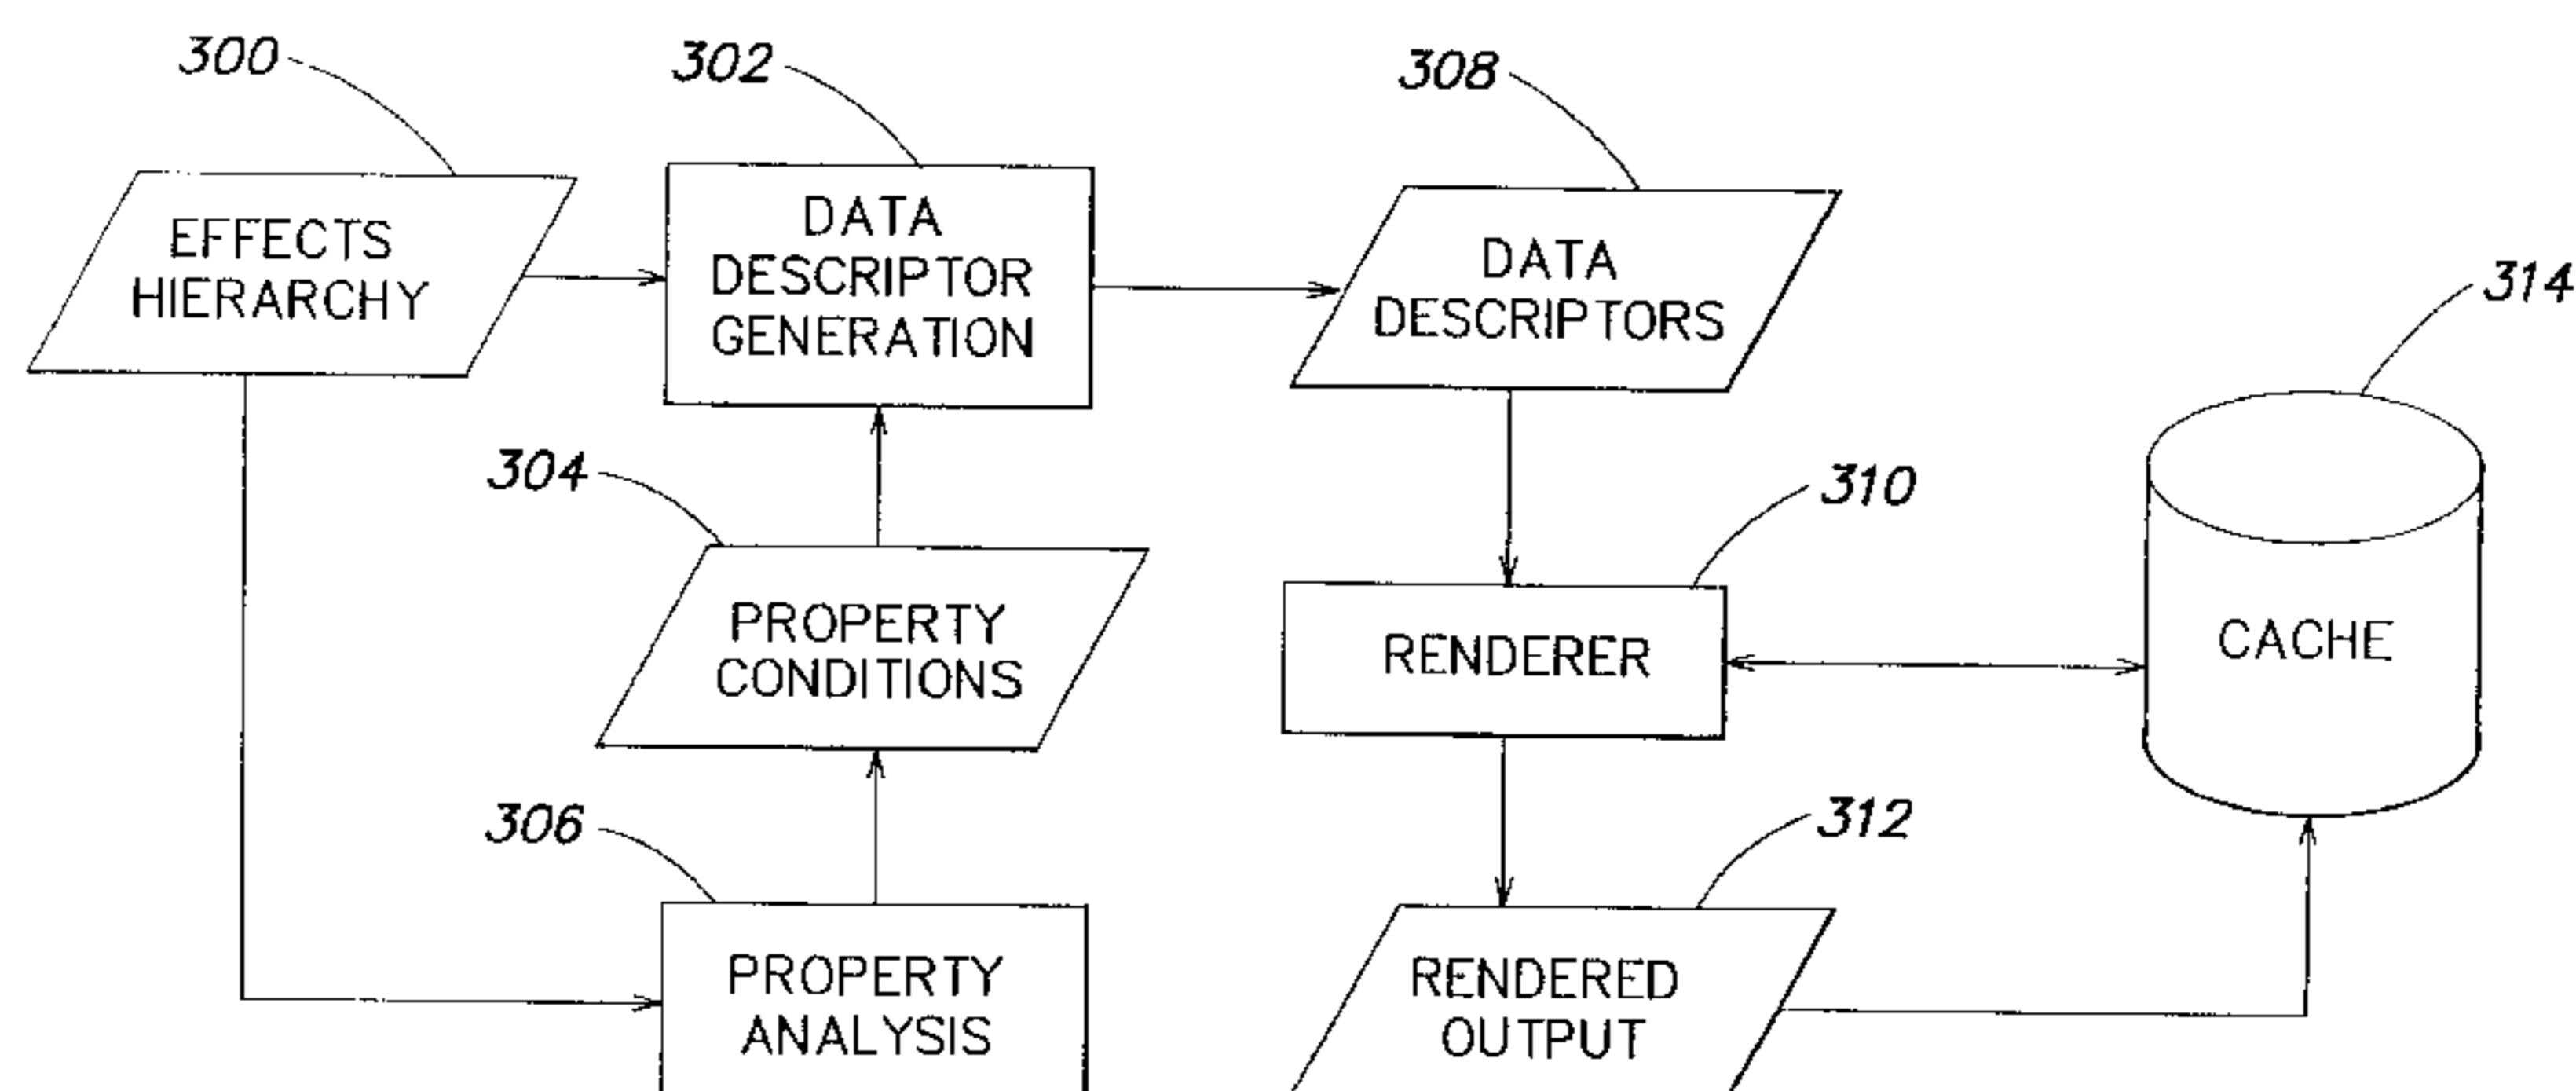 300
302
308
EFFECTS
HIERARCHY
DATA
DESCRIPTOR
GENERATION
DATA
DESCRIPTORS
314
304
310
PROPERTY
CONDITIONS
RENDERER
CACHE
306
312
PROPERTY
ANALYSIS
RENDERED
OUTPUT